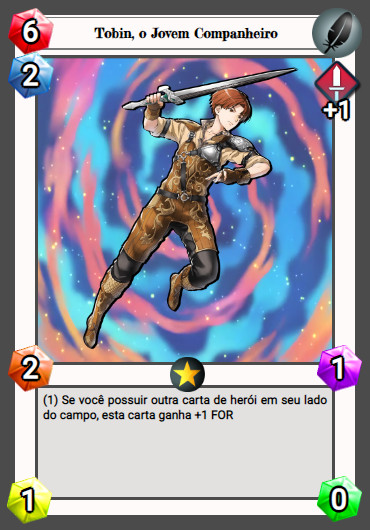 6
Tobin, o Jovem Companheiro
2
+1
2
1
(1) Se você possuir outra carta de herói em seu lado
do campo, esta carta ganha +1 FOR
1
0